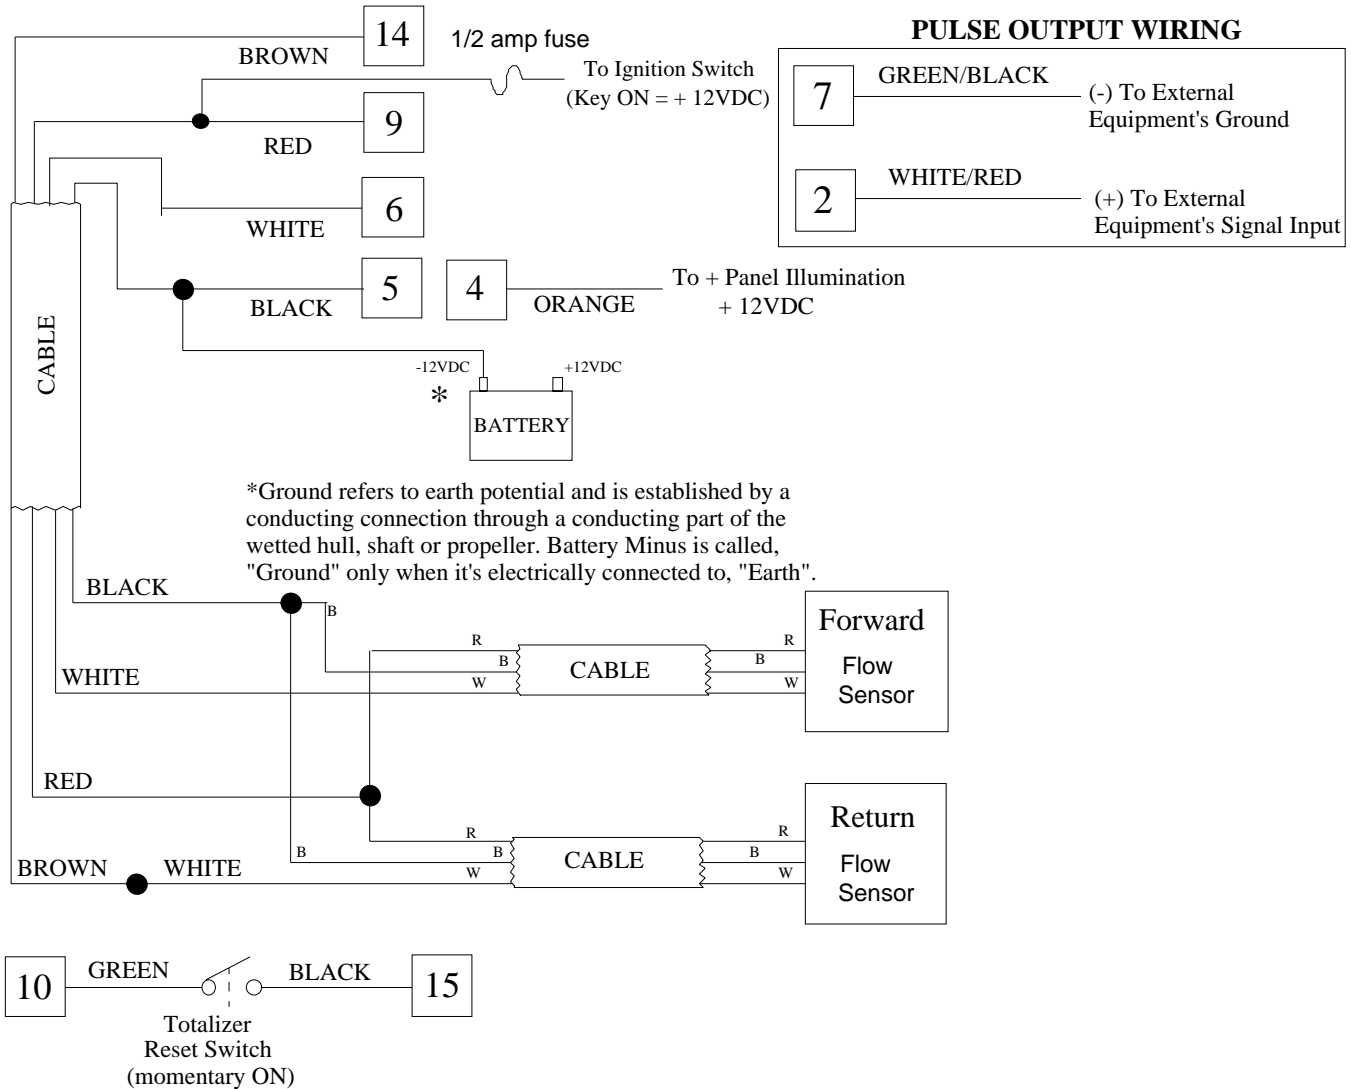 PULSE OUTPUT WIRING
14
1/2 amp fuse
BROWN
To Ignition Switch
(Key ON = + 12VDC)
9
RED
7
GREEN/BLACK
(-) To External
Equipment's Ground
6
WHITE
2
WHITE/RED
(+) To External
Equipment's Signal Input
5
BLACK
4
ORANGE
To + Panel Illumination
+ 12VDC
CABLE
-12VDC
+12VDC
*
BATTERY
*Ground refers to earth potential and is established by a
conducting connection through a conducting part of the
wetted hull, shaft or propeller. Battery Minus is called,
"Ground" only when it's electrically connected to, "Earth".
BLACK
B
R
B
W
CABLE
R
B
W
Forward
Flow
Sensor
WHITE
RED
B
R
B
W
CABLE
R
B
W
Return
Flow
Sensor
BROWN
WHITE
10
GREEN
BLACK
15
Totalizer
Reset Switch
(momentary ON)